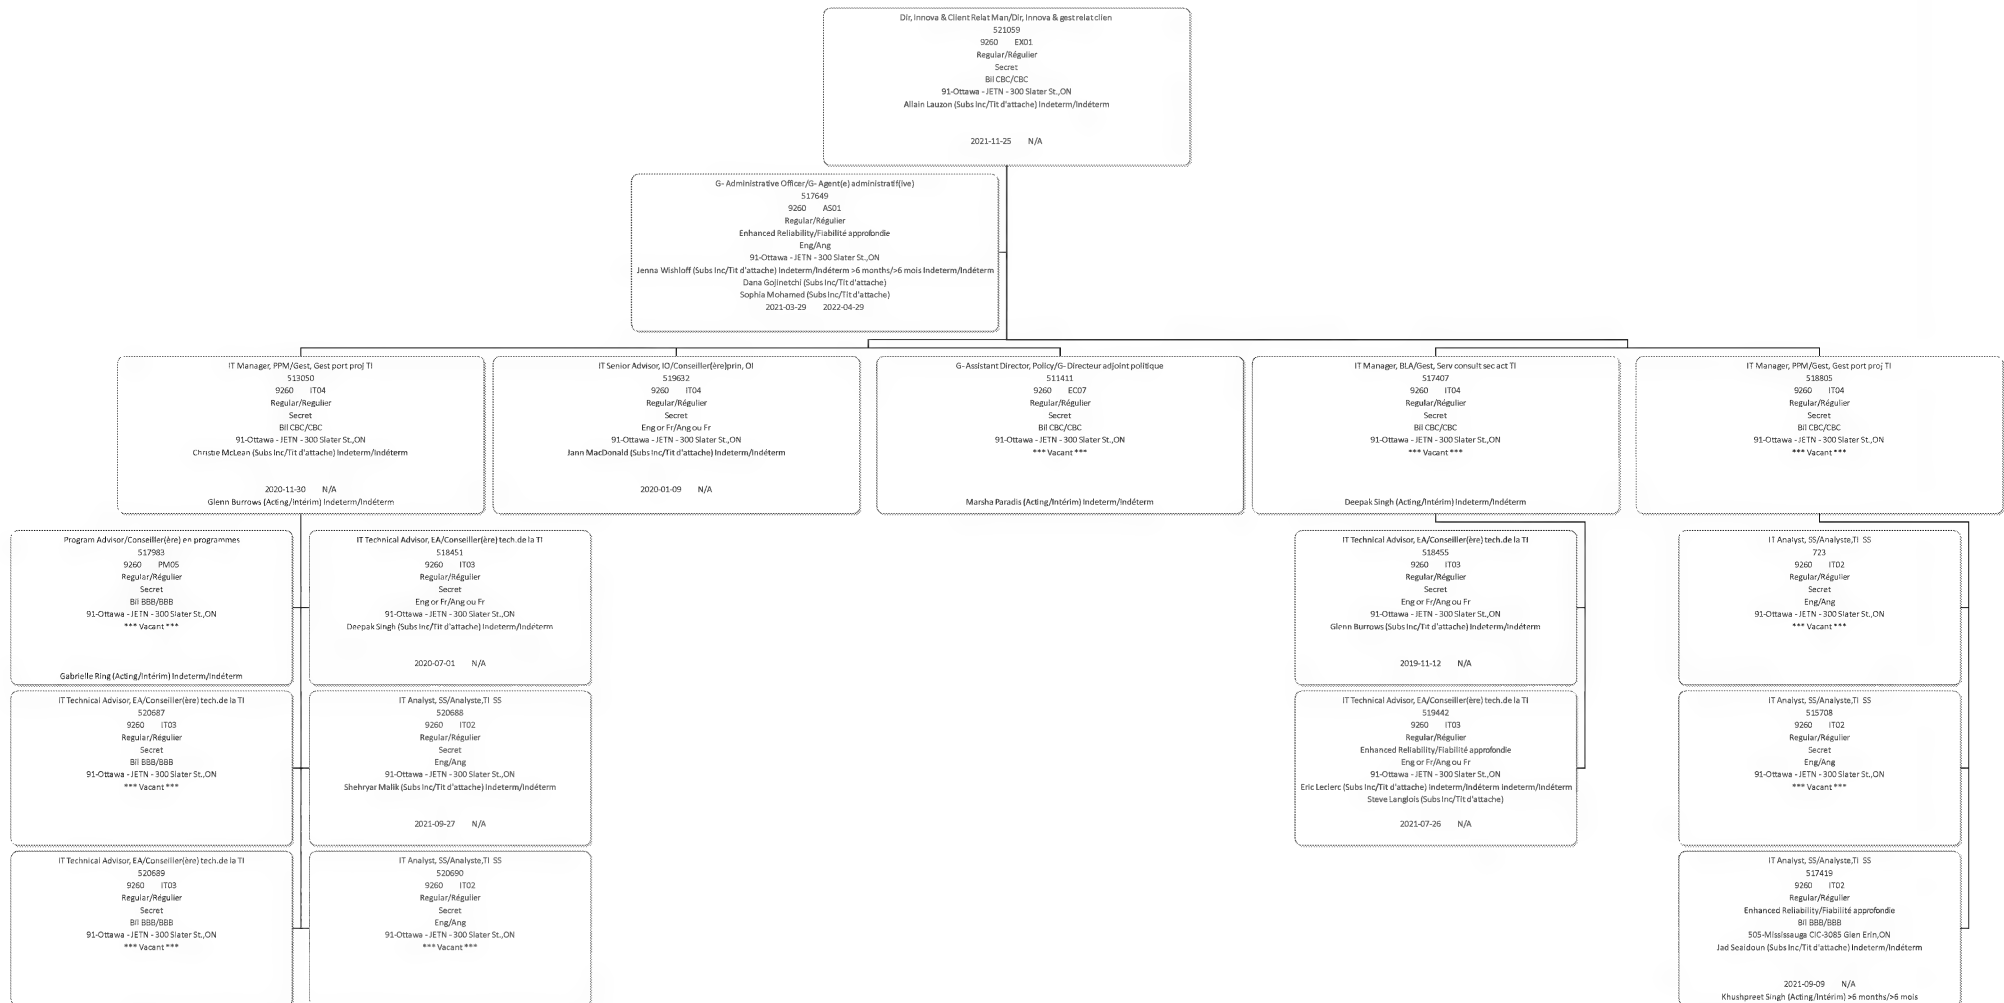 Dir, Innova & Client Relat Man/Dir, Innova & gest relat clien
521059
9260 EX01
Regular/Régulier
Secret
Bil CBC/CBC
91-Ottawa - JETN - 300 Slater St.,ON
Allain Lauzon (Subs Inc/Tit d'attache) Indeterm/Indéterm
2021-11-25 N/A
G- Administrative Officer/G- Agent(e) administratif(ive)
517649
9260 AS01
Regular/Régulier
Enhanced Reliability/Fiabilité approfondie
Eng/Ang
91-Ottawa - JETN - 300 Slater St.,ON
Jenna Wishloff (Subs Inc/Tit d'attache) Indeterm/Indéterm >6 months/>6 mois Indeterm/Indéterm
Dana Gojinetchi (Subs Inc/Tit d'attache)
Sophia Mohamed (Subs Inc/Tit d'attache)
2021-03-29 2022-04-29
IT Manager, PPM/Gest, Gest port proj TI
513050
9260 IT04
Regular/Régulier
Secret
Bil CBC/CBC
91-Ottawa - JETN - 300 Slater St.,ON
Christie McLean (Subs Inc/Tit d'attache) Indeterm/Indéterm
2020-11-30 N/A
Glenn Burrows (Acting/Intérim) Indeterm/Indéterm
IT Senior Advisor, IO/Conseiller(ère)prin, OI
519632
9260 IT04
Regular/Régulier
Secret
Eng or Fr/Ang ou Fr
91-Ottawa - JETN - 300 Slater St.,ON
Jann MacDonald (Subs Inc/Tit d'attache) Indeterm/Indéterm
2020-01-09 N/A
G- Assistant Director, Policy/G- Directeur adjoint politique
511411
9260 EC07
Regular/Régulier
Secret
Bil CBC/CBC
91-Ottawa - JETN - 300 Slater St.,ON
*** Vacant ***
Marsha Paradis (Acting/Intérim) Indeterm/Indéterm
IT Manager, BLA/Gest, Serv consult sec act TI
517407
9260 IT04
Regular/Régulier
Secret
Bil CBC/CBC
91-Ottawa - JETN - 300 Slater St.,ON
*** Vacant ***
Deepak Singh (Acting/Intérim) Indeterm/Indéterm
IT Manager, PPM/Gest, Gest port proj TI
518805
9260 IT04
Regular/Régulier
Secret
Bil CBC/CBC
91-Ottawa - JETN - 300 Slater St.,ON
*** Vacant ***
Program Advisor/Conseiller(ère) en programmes
517983
9260 PM05
Regular/Régulier
Secret
Bil BBB/BBB
91-Ottawa - JETN - 300 Slater St.,ON
*** Vacant ***
Gabrielle Ring (Acting/Intérim) Indeterm/Indéterm
IT Technical Advisor, EA/Conseiller(ère) tech.de la TI
518451
9260 IT03
Regular/Régulier
Secret
Eng or Fr/Ang ou Fr
91-Ottawa - JETN - 300 Slater St.,ON
Deepak Singh (Subs Inc/Tit d'attache) Indeterm/Indéterm
2020-07-01 N/A
IT Technical Advisor, EA/Conseiller(ère) tech.de la TI
518455
9260 IT03
Regular/Régulier
Secret
Eng or Fr/Ang ou Fr
91-Ottawa - JETN - 300 Slater St.,ON
Glenn Burrows (Subs Inc/Tit d'attache) Indeterm/Indéterm
2019-11-12 N/A
IT Analyst, SS/Analyste,TI SS
723
9260 IT02
Regular/Régulier
Secret
Eng/Ang
91-Ottawa - JETN - 300 Slater St.,ON
*** Vacant ***
IT Technical Advisor, EA/Conseiller(ère) tech.de la TI
520687
9260 IT03
Regular/Régulier
Secret
Bil BBB/BBB
91-Ottawa - JETN - 300 Slater St.,ON
*** Vacant ***
IT Analyst, SS/Analyste,TI SS
520688
9260 IT02
Regular/Régulier
Secret
Eng/Ang
91-Ottawa - JETN - 300 Slater St.,ON
Shehryar Malik (Subs Inc/Tit d'attache) Indeterm/Indéterm
2021-09-27 N/A
IT Technical Advisor, EA/Conseiller(ère) tech.de la TI
519442
9260 IT03
Regular/Régulier
Enhanced Reliability/Fiabilité approfondie
Eng or Fr/Ang ou Fr
91-Ottawa - JETN - 300 Slater St.,ON
Eric Leclerc (Subs Inc/Tit d'attache) Indeterm/Indéterm Indeterm/Indéterm
Steve Langlois (Subs Inc/Tit d'attache)
2021-07-26 N/A
IT Analyst, SS/Analyste,TI SS
515708
9260 IT02
Regular/Régulier
Secret
Eng/Ang
91-Ottawa - JETN - 300 Slater St.,ON
*** Vacant ***
IT Technical Advisor, EA/Conseiller(ère) tech.de la TI
520689
9260 IT03
Regular/Régulier
Secret
Bil BBB/BBB
91-Ottawa - JETN - 300 Slater St.,ON
*** Vacant ***
IT Analyst, SS/Analyste,TI SS
520690
9260 IT02
Regular/Régulier
Secret
Eng/Ang
91-Ottawa - JETN - 300 Slater St.,ON
*** Vacant ***
IT Analyst, SS/Analyste,TI SS
517419
9260 IT02
Regular/Régulier
Enhanced Reliability/Fiabilité approfondie
Bil BBB/BBB
505-Mississauga CIC-3085 Glen Erin,ON
Jad Seaidoun (Subs Inc/Tit d'attache) Indeterm/Indéterm
2021-09-09 N/A
Khushpreet Singh (Acting/Intérim) >6 months/>6 mois